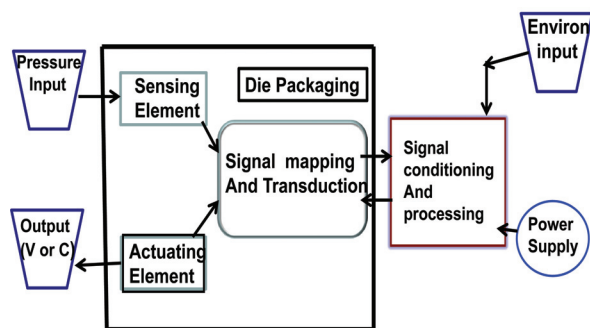 Pressure
Input
Sensing
Element
Die Packaging
Environ
input
Signal mapping
And Transduction
Signal
conditioning
And
processing
Output
(V or C)
Actuating
Element
Power
Supply